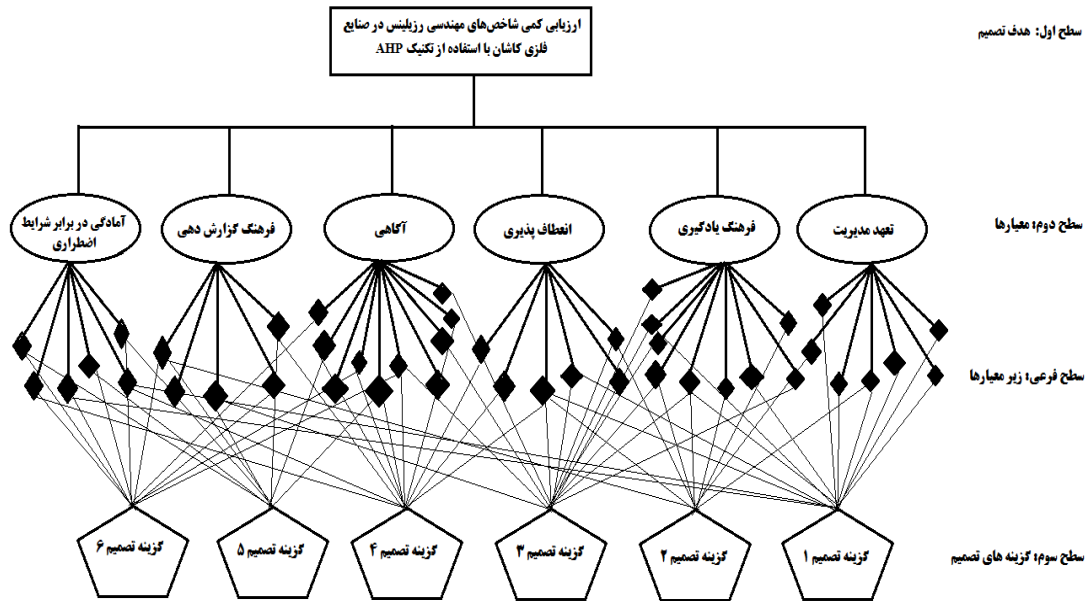 سطح اول: هدف تصمیم
ارزیابی کمی شاخص‌های مهندسی رزیلینس در صنایع
فلزی کاشان با استفاده از تکنیک AHP
سطح دوم: معیارها
تعهد مدیریت
فرهنگ یادگیری
انعطاف پذیری
آگاهی
فرهنگ گزارش دهی
آمادگی در برابر شرایط
اضطراری
سطح فرعی: زیر معیارها
سطح سوم: گزینه های تصمیم
گزینه تصمیم ۱
گزینه تصمیم ۲
گزینه تصمیم ۳
گزینه تصمیم ۴
گزینه تصمیم ۵
گزینه تصمیم ۶